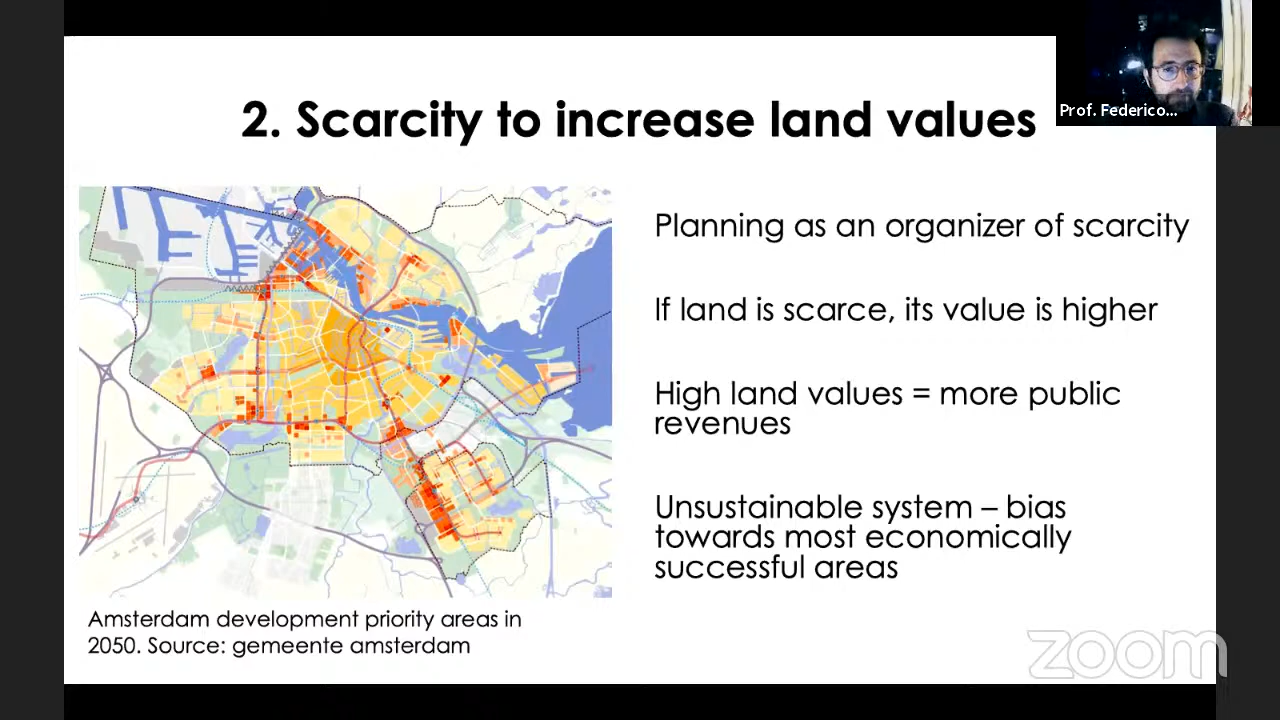 2. Scarcity to increase land values
Prof. Federico...
Planning as an organizer of scarcity
If land is scarce, its value is higher
High land values = more public
revenues
Unsustainable system – bias
towards most economically
successful areas
Amsterdam development priority areas in
2050. Source: gemeente amsterdam
zoom